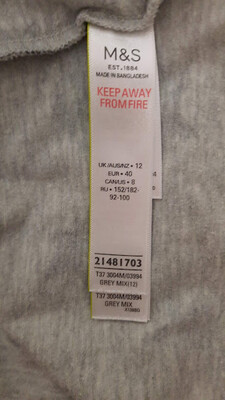 M&S
EST. 1884
MADE IN BANGLADESH
KEEP AWAY
FROM FIRE
UK/AUS/NZ • 12
EUR • 40
CAN/US • 8
RU • 152/182-
92-100
21481703
T37 3004M/03994
GREY MIX(12)
T37 3004M/03994
GREY MIX